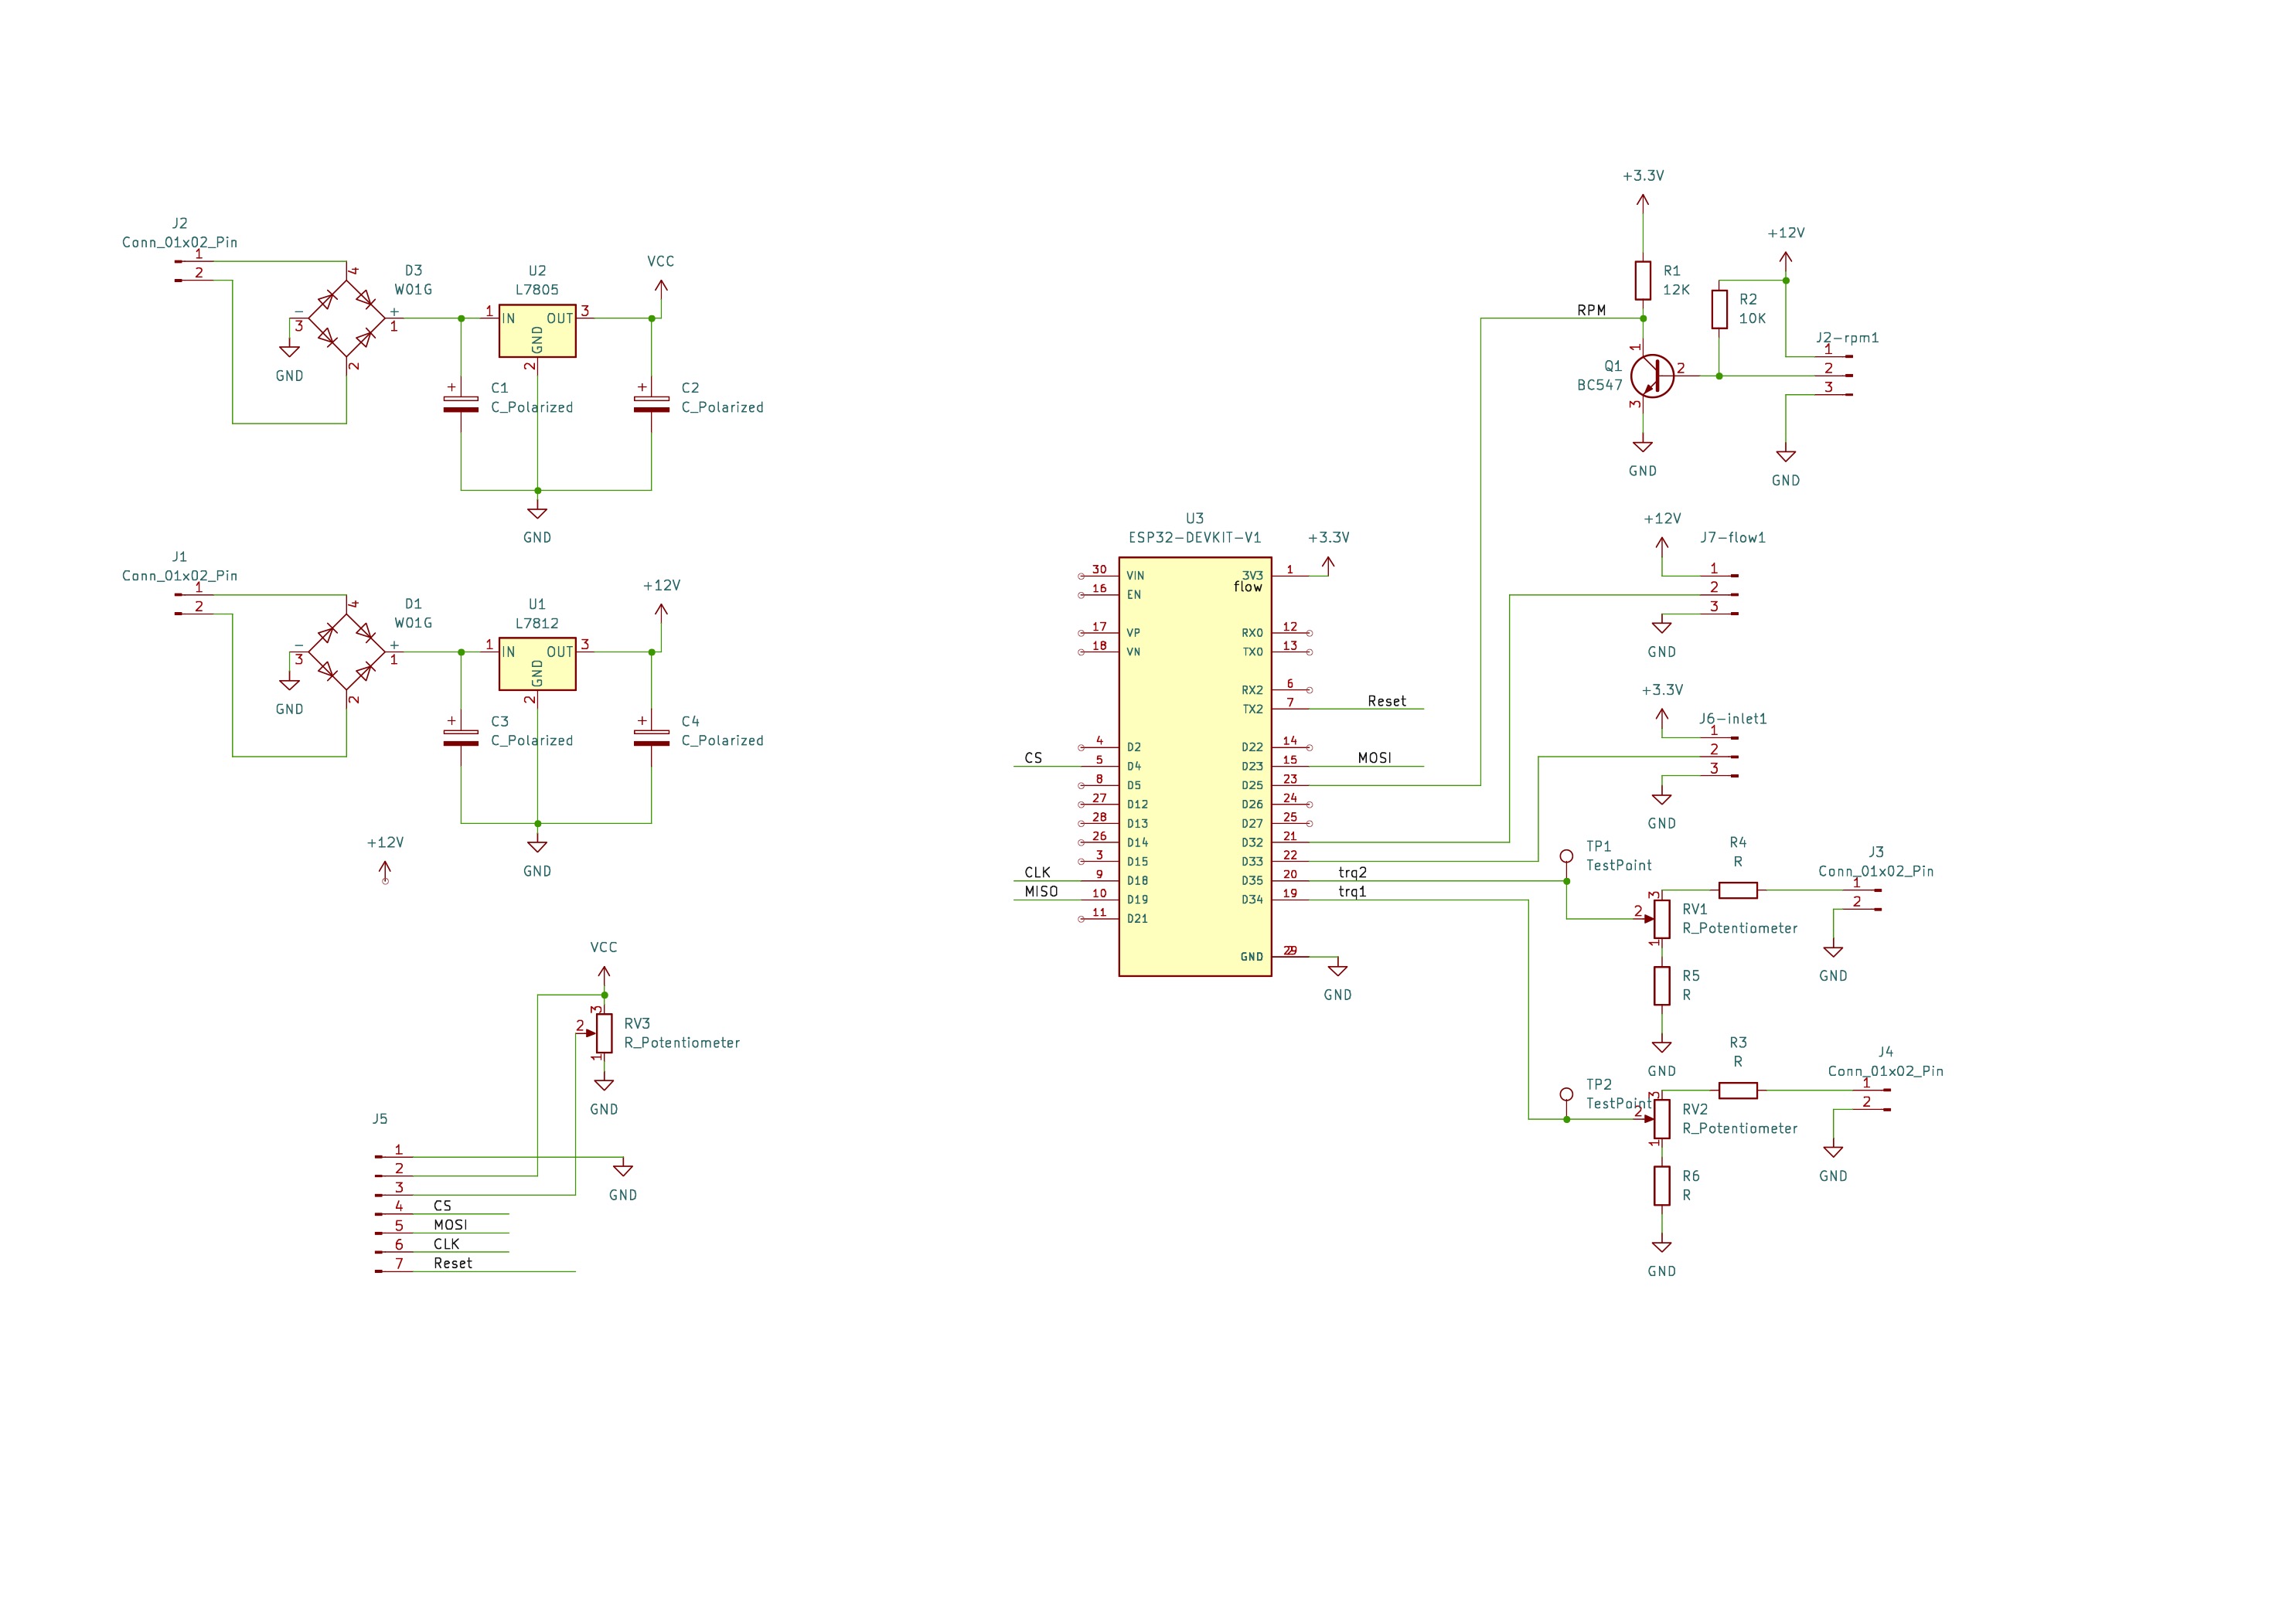 J2
Conn_01x02_Pin
1
2
4
-
3
GND
2
D3
W01G
+
1
U2
L7805
1
IN
OUT
3
GND
2
VCC
+
C1
C_Polarized
+
C2
C_Polarized
GND
J1
Conn_01x02_Pin
1
2
4
-
3
GND
2
D1
W01G
+
1
U1
L7812
1
IN
OUT
3
GND
2
+12V
+
C3
C_Polarized
+
C4
C_Polarized
GND
+12V
VCC
3
2
1
RV3
R_Potentiometer
GND
J5
1
2
3
4
CS
5
MOSI
6
CLK
7
Reset
GND
U3
ESP32-DEVKIT-V1
30
VIN
16
EN
17
VP
18
VN
4
D2
CS
5
D4
8
D5
27
D12
28
D13
26
D14
3
D15
CLK
9
D18
MISO
10
D19
11
D21
3V3
1
+3.3V
flow
RX0
12
TX0
13
RX2
6
TX2
7
Reset
D22
14
D23
15
MOSI
D25
23
D26
24
D27
25
D32
21
D33
22
D35
20
trq2
D34
19
trq1
GND
29
GND
+3.3V
R1
12K
RPM
+12V
R2
10K
Q1
BC547
1
2
3
GND
J2-rpm1
1
2
3
GND
+12V
J7-flow1
1
2
3
GND
+3.3V
J6-inlet1
1
2
3
GND
TP1
TestPoint
R4
R
J3
Conn_01x02_Pin
1
2
GND
3
2
1
RV1
R_Potentiometer
R5
R
GND
TP2
TestPoint
R3
R
J4
Conn_01x02_Pin
1
2
GND
3
2
1
RV2
R_Potentiometer
R6
R
GND